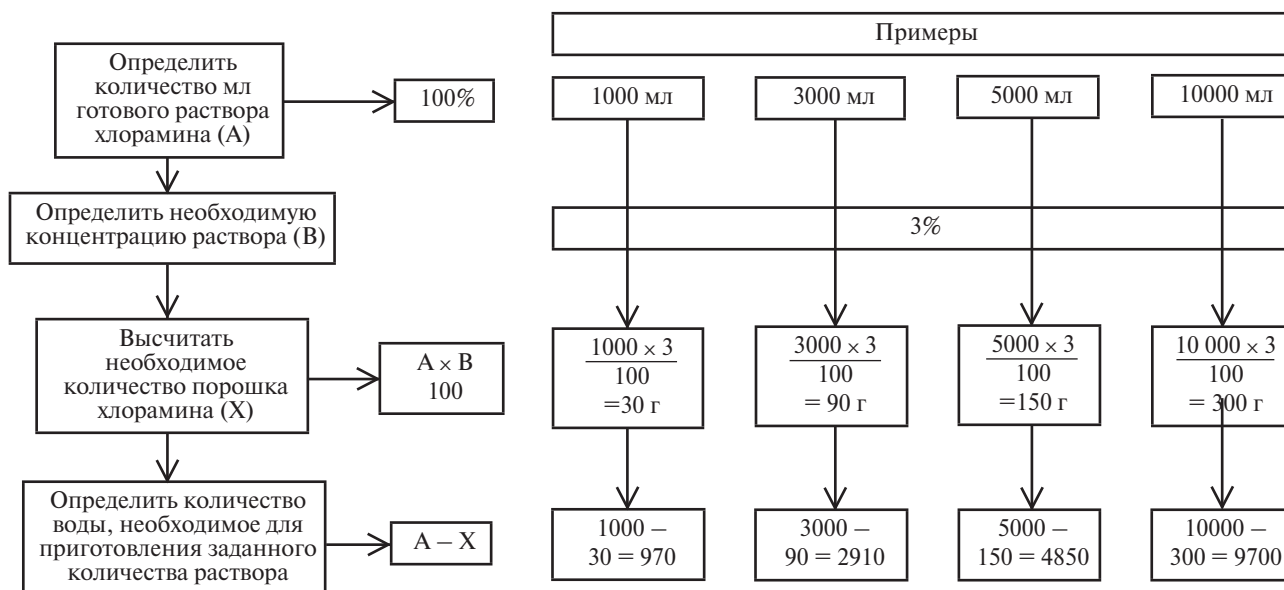 Определить
количество мл
готового раствора
хлорамина (А)
100%
Определить необходимую
концентрацию раствора (В)
Высчитать
необходимое
количество порошка
хлорамина (Х)
А × В
100
Определить количество
воды, необходимое для
приготовления заданного
количества раствора
А – Х
Примеры
1000 мл
3000 мл
5000 мл
10000 мл
3%
1000 × 3
100
=30 г
3000 × 3
100
= 90 г
5000 × 3
100
=150 г
10 000 × 3
100
= 300 г
1000 –
30 = 970
3000 –
90 = 2910
5000 –
150 = 4850
10000 –
300 = 9700